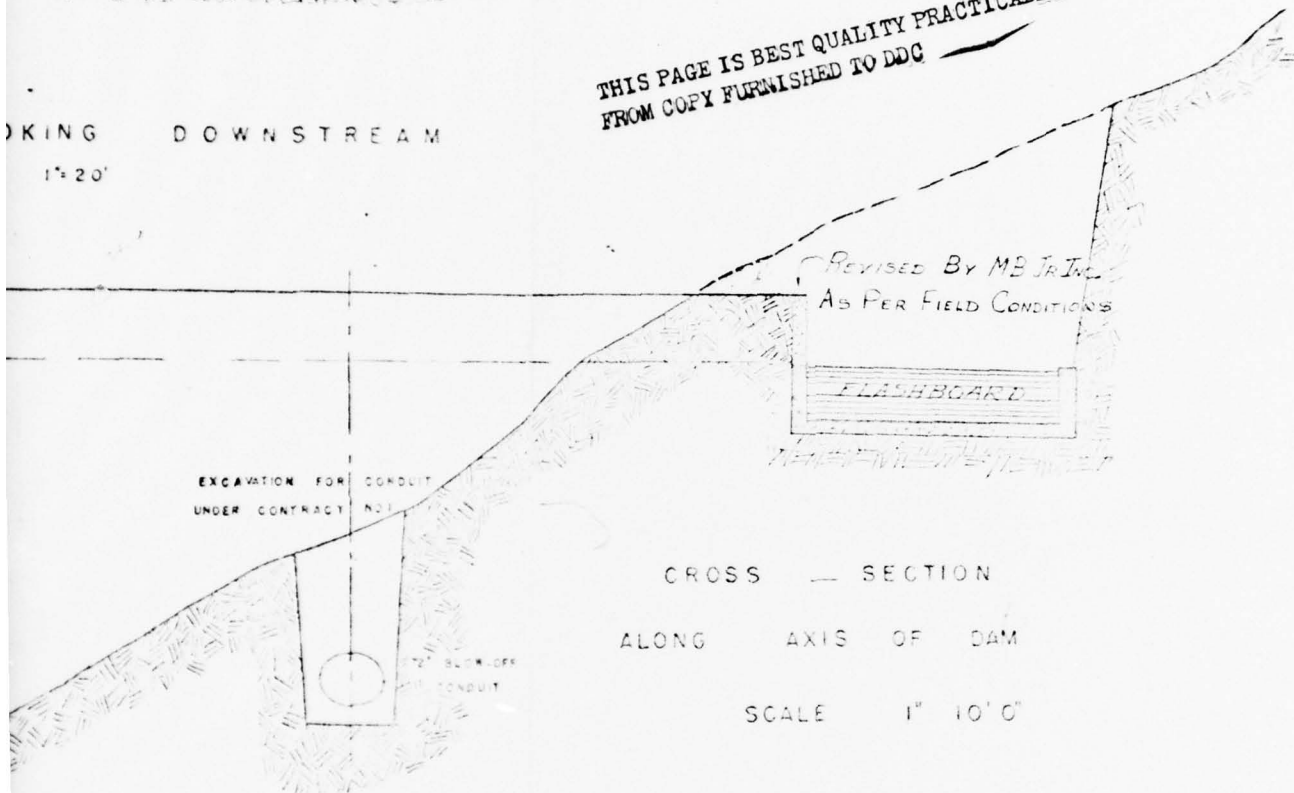 THIS PAGE IS BEST QUALITY
FROM COPY FURNISHED TO DDC
OKING DOWNSTREAM
1"=20'
REVISED BY MB JR INC.
AS PER FIELD CONDITIONS
FLASHBOARD
EXCAVATION FOR CONDUIT
UNDER CONTRACT NO 1
CROSS — SECTION
ALONG AXIS OF DAM
72" BLOW-OFF
CONDUIT
SCALE 1" 10' 0"